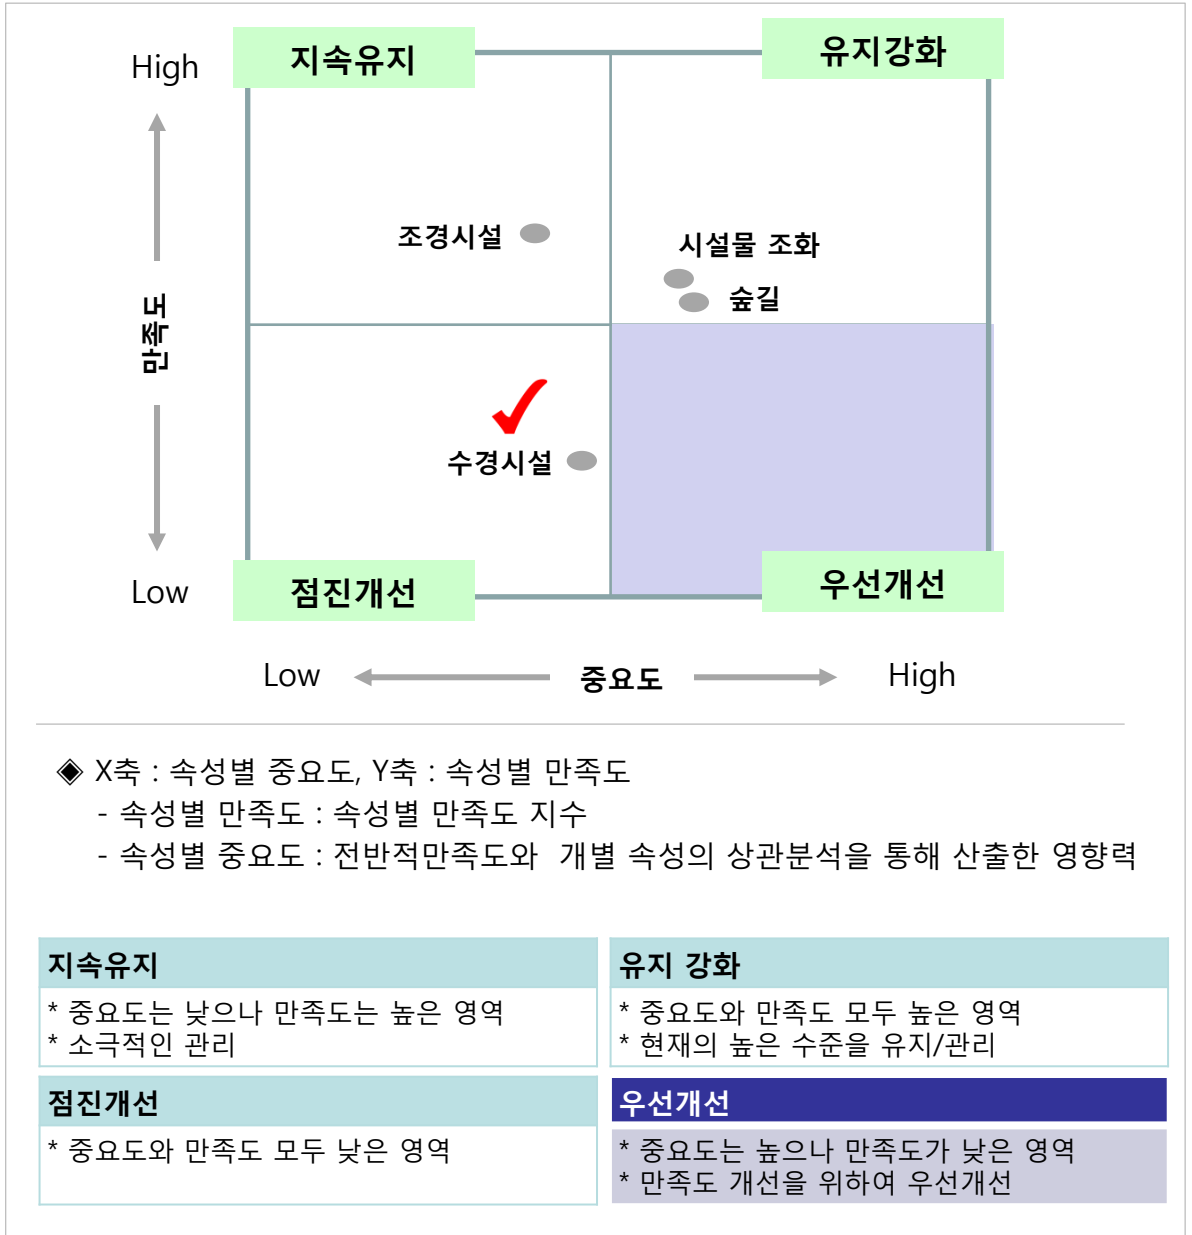 High
지속유지
유지강화
조경시설
시설물 조화
숲길
만족도
수경시설
Low
점진개선
우선개선
Low
중요도
High
◈ X축 : 속성별 중요도, Y축 : 속성별 만족도
- 속성별 만족도 : 속성별 만족도 지수
- 속성별 중요도 : 전반적만족도와 개별 속성의 상관분석을 통해 산출한 영향력
지속유지
* 중요도는 낮으나 만족도는 높은 영역
* 소극적인 관리
유지 강화
* 중요도와 만족도 모두 높은 영역
* 현재의 높은 수준을 유지/관리
점진개선
* 중요도와 만족도 모두 낮은 영역
우선개선
* 중요도는 높으나 만족도가 낮은 영역
* 만족도 개선을 위하여 우선개선